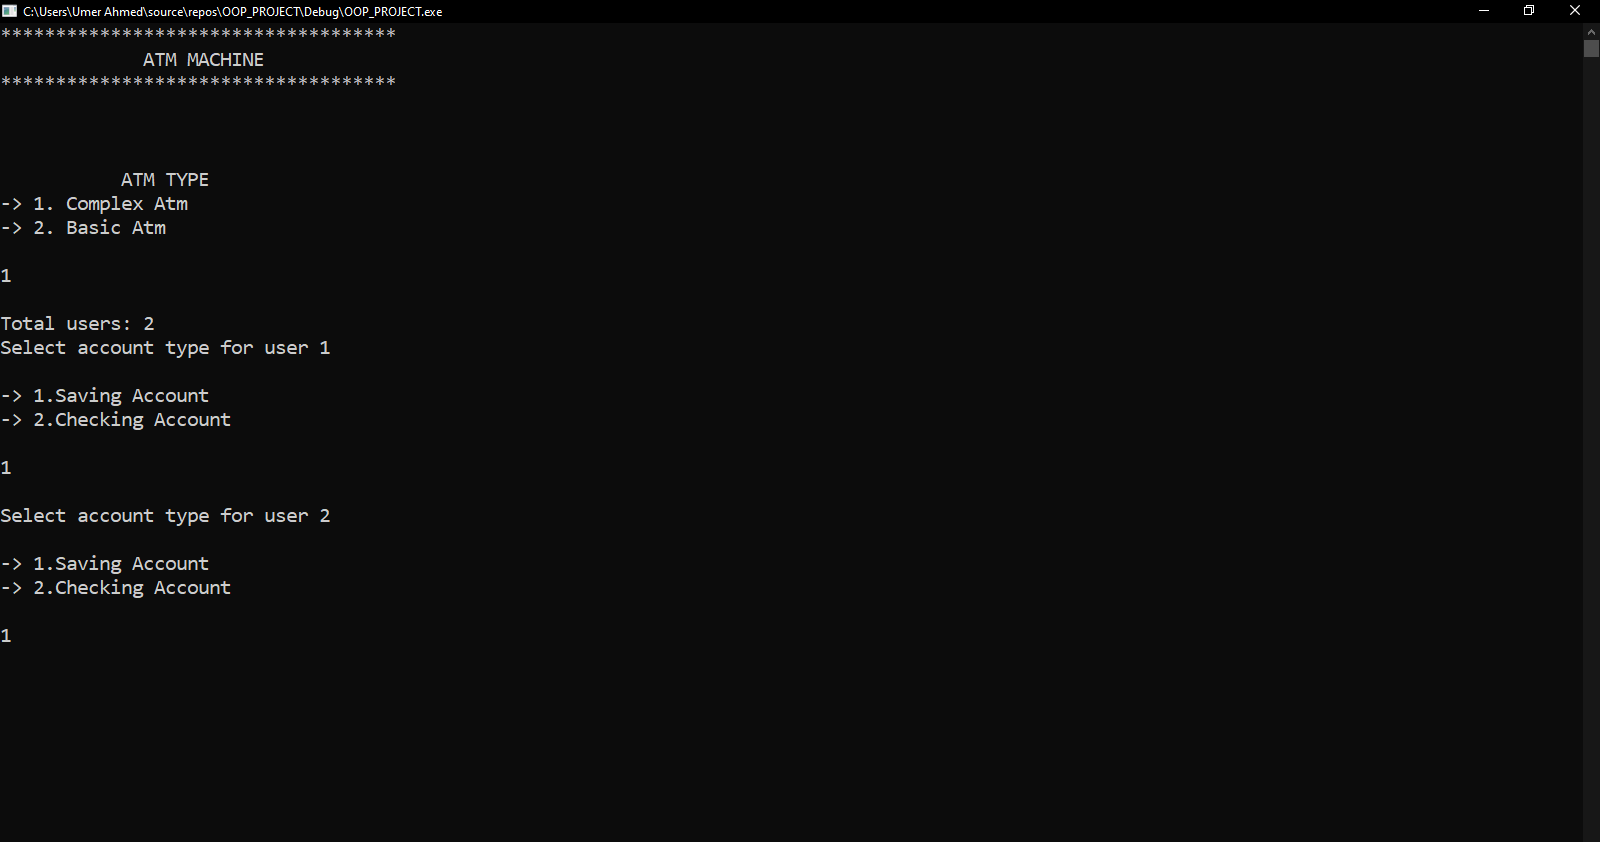 C:\Users\Umer Ahmed\source\repos\OOP_PROJECT\Debug\OOP_PROJECT.exe
************************************
ATM MACHINE
************************************
ATM TYPE
-> 1. Complex Atm
-> 2. Basic Atm
1
Total users: 2
Select account type for user 1
-> 1.Saving Account
-> 2.Checking Account
1
Select account type for user 2
-> 1.Saving Account
-> 2.Checking Account
1